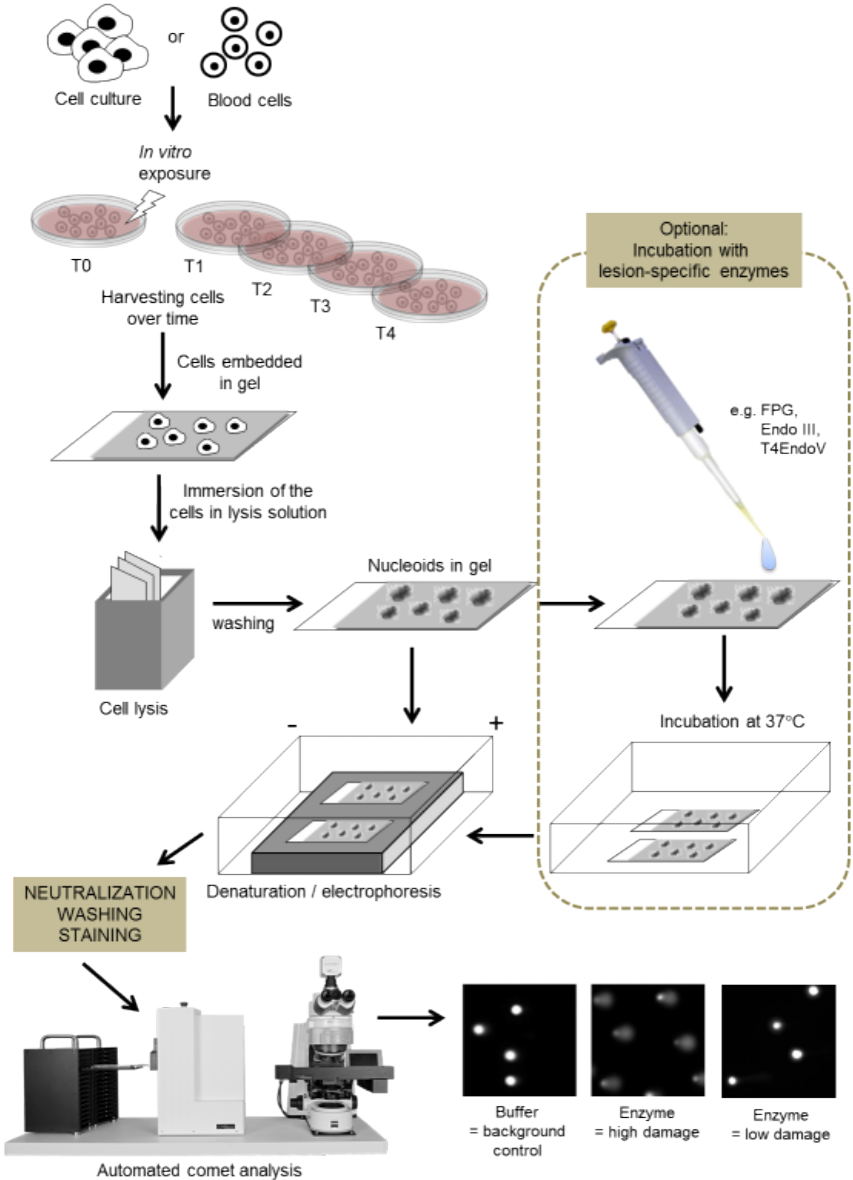 or
Cell culture
Blood cells
In vitro
exposure
T0
T1
T2
T3
T4
Harvesting cells
over time
Cells embedded
in gel
Immersion of the
cells in lysis solution
Cell lysis
washing
Nucleoids in gel
Optional:
Incubation with
lesion-specific enzymes
e.g. FPG,
Endo III,
T4EndoV
Incubation at 37°C
-
+
Denaturation / electrophoresis
NEUTRALIZATION
WASHING
STAINING
Automated comet analysis
Buffer
= background
control
Enzyme
= high damage
Enzyme
= low damage